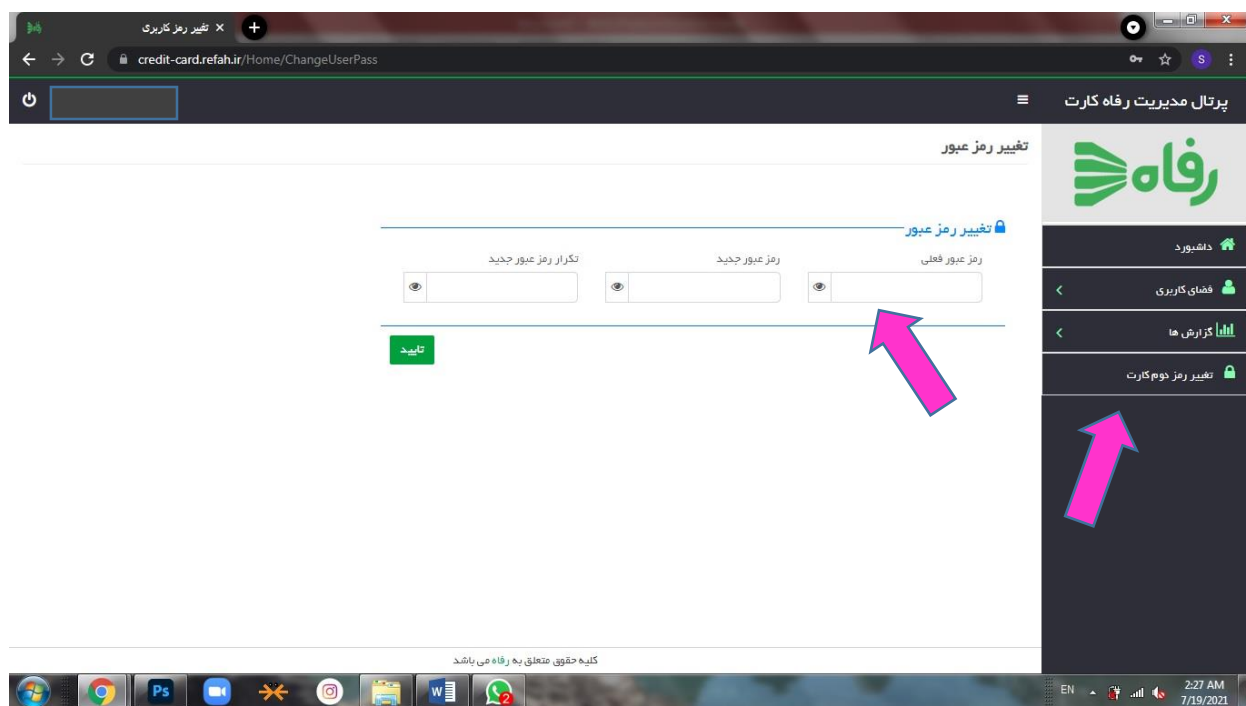 تغییر رمز کاربری
credit-card.refah.ir/Home/ChangeUserPass
S
پرتال مدیریت رفاه کارت
تغییر رمز عبور
رفاه
تغییر رمز عبور
رمز عبور فعلی
رمز عبور جدید
تکرار رمز عبور جدید
تایید
داشبورد
فضای کاربری
گزارش ها
تغییر رمز دوم کارت
کلیه حقوق متعلق به رفاه می باشد
Ps
W
2
EN
2:27 AM
7/19/2021